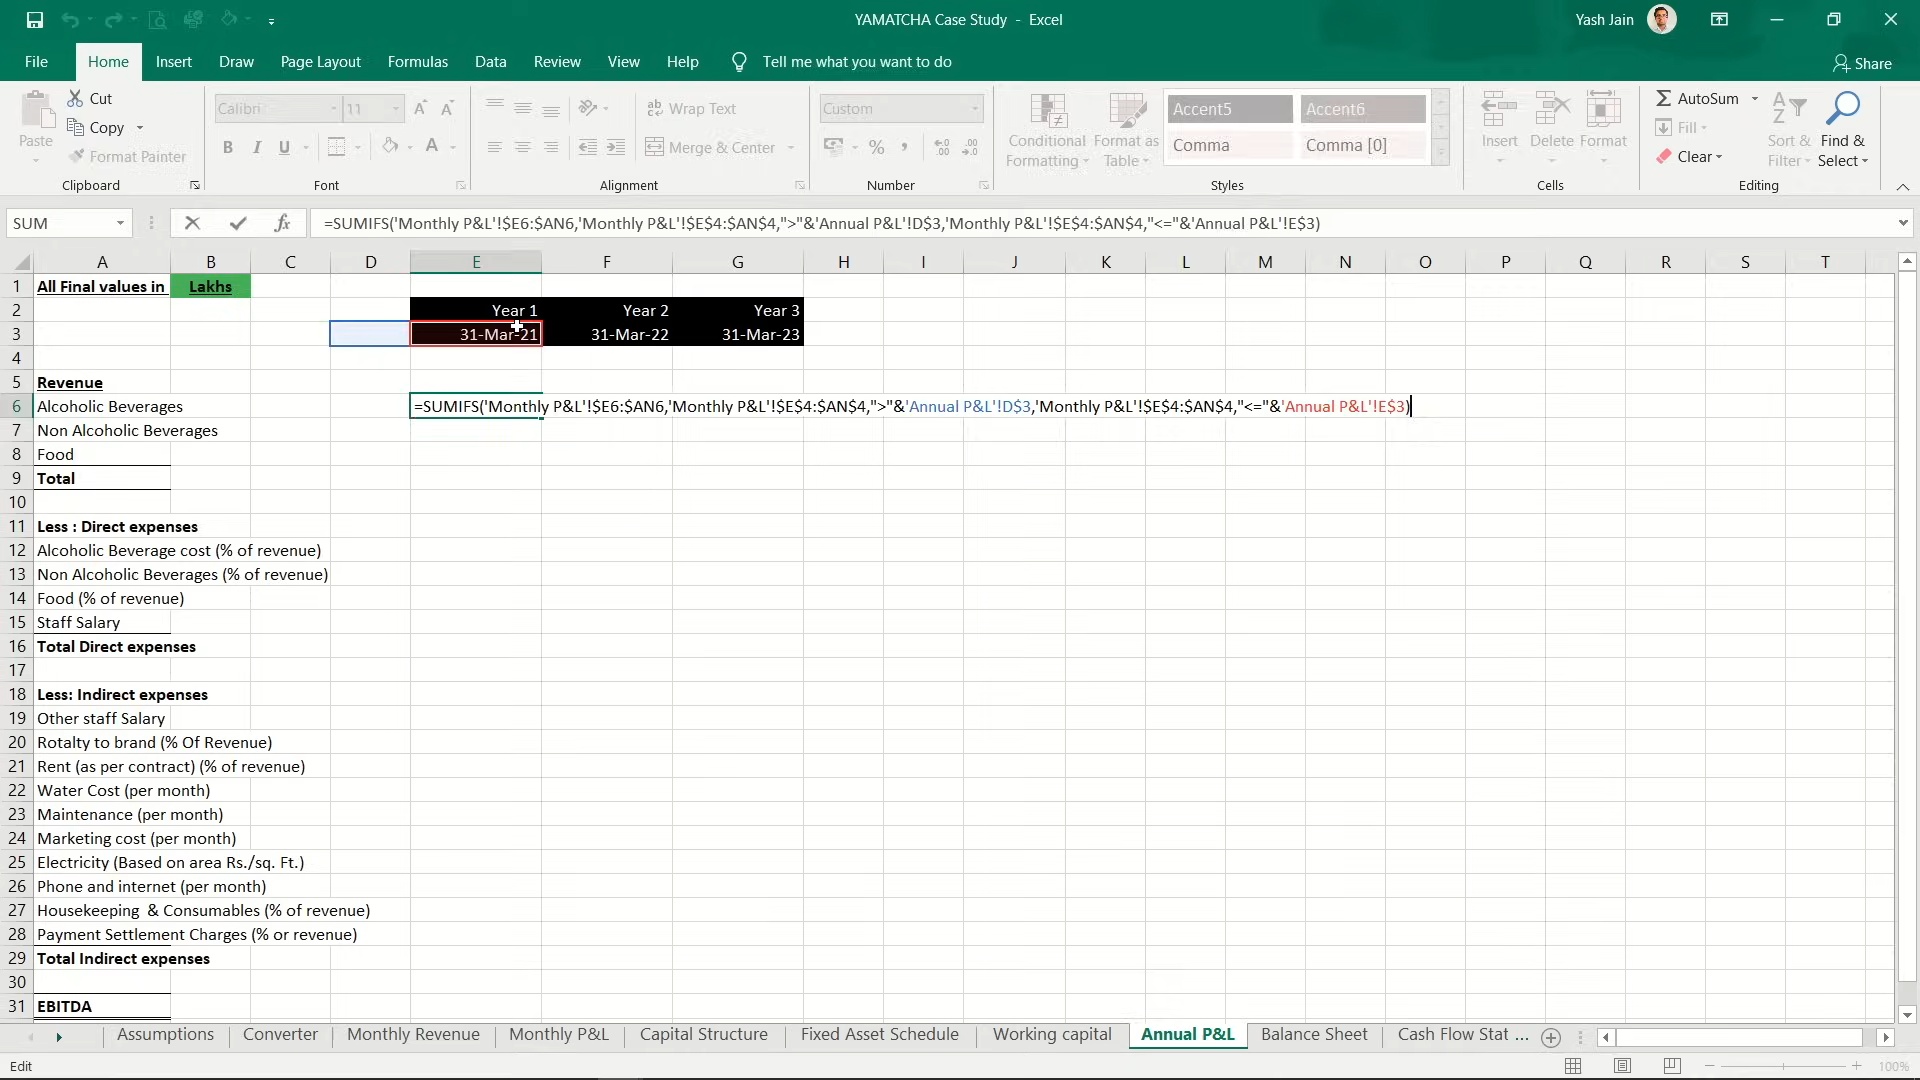 YAMATCHA Case Study - Excel
Yash Jain
File Home Insert Draw Page Layout Formulas Data Review View Help Tell me what you want to do
Share
Paste
Cut
Copy
Format Painter
Clipboard
Calibri 11
B I U
Font
Wrap Text
Merge & Center
Alignment
Custom
%
Number
Conditional Formatting
Format as Table
Accent5 Accent6
Comma Comma [0]
Styles
Insert Delete Format
Cells
AutoSum
Fill
Clear
Sort & Filter
Find & Select
Editing
SUM
fx
=SUMIFS('Monthly P&L'!$E6:$AN6,'Monthly P&L'!$E$4:$AN$4,">"&'Annual P&L'!D$3,'Monthly P&L'!$E$4:$AN$4,"<="&'Annual P&L'!E$3)
A B C D E F G H I J K L M N O P Q R S T
1 All Final values in Lakhs
2 Year 1 Year 2 Year 3
3 31-Mar-21 31-Mar-22 31-Mar-23
4
5 Revenue
6 Alcoholic Beverages =SUMIFS('Monthly P&L'!$E6:$AN6,'Monthly P&L'!$E$4:$AN$4,">"&'Annual P&L'!D$3,'Monthly P&L'!$E$4:$AN$4,"<="&'Annual P&L'!E$3)
7 Non Alcoholic Beverages
8 Food
9 Total
10
11 Less : Direct expenses
12 Alcoholic Beverage cost (% of revenue)
13 Non Alcoholic Beverages (% of revenue)
14 Food (% of revenue)
15 Staff Salary
16 Total Direct expenses
17
18 Less: Indirect expenses
19 Other staff Salary
20 Rotalty to brand (% Of Revenue)
21 Rent (as per contract) (% of revenue)
22 Water Cost (per month)
23 Maintenance (per month)
24 Marketing cost (per month)
25 Electricity (Based on area Rs./sq. Ft.)
26 Phone and internet (per month)
27 Housekeeping & Consumables (% of revenue)
28 Payment Settlement Charges (% or revenue)
29 Total Indirect expenses
30
31 EBITDA
Assumptions Converter Monthly Revenue Monthly P&L Capital Structure Fixed Asset Schedule Working capital Annual P&L Balance Sheet Cash Flow Stat ...
Edit
100%